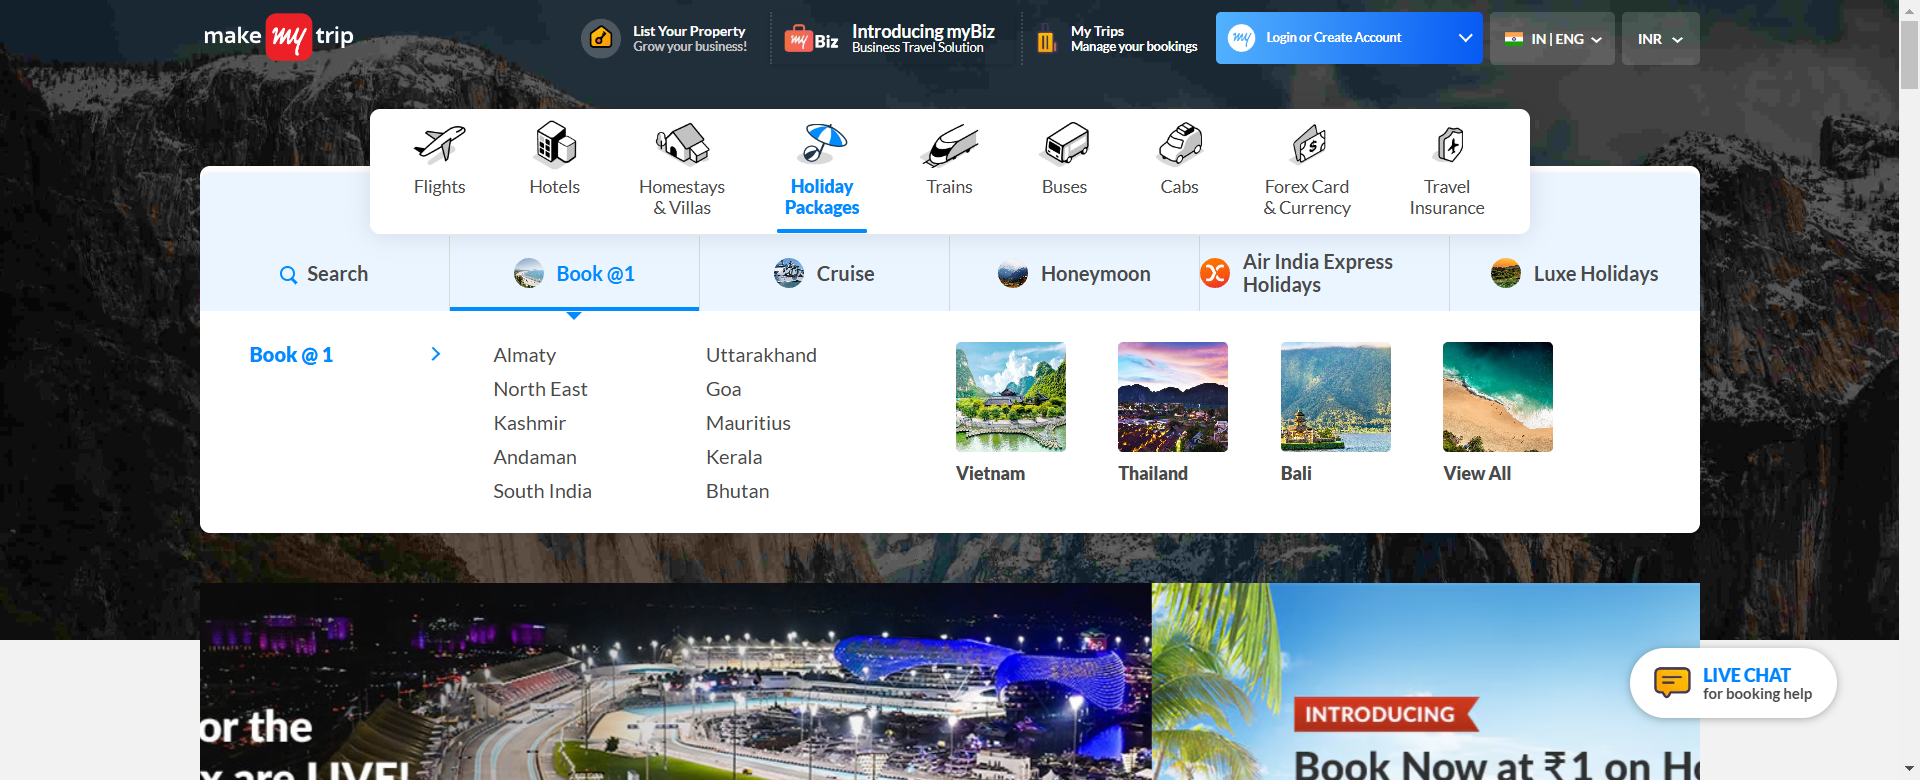 make my trip
List Your Property
Grow your business!
my Biz
Introducing myBiz
Business Travel Solution
My Trips
Manage your bookings
my
Login or Create Account
IN | ENG
INR
Flights
Hotels
Homestays
& Villas
Holiday
Packages
Trains
Buses
Cabs
Forex Card
& Currency
Travel
Insurance
Search
Book @1
Cruise
Honeymoon
Air India Express
Holidays
Luxe Holidays
Book @ 1
Almaty
North East
Kashmir
Andaman
South India
Uttarakhand
Goa
Mauritius
Kerala
Bhutan
Vietnam
Thailand
Bali
View All
or the
x are LIVE!
INTRODUCING
Book Now at ₹1 on Ho
LIVE CHAT
for booking help